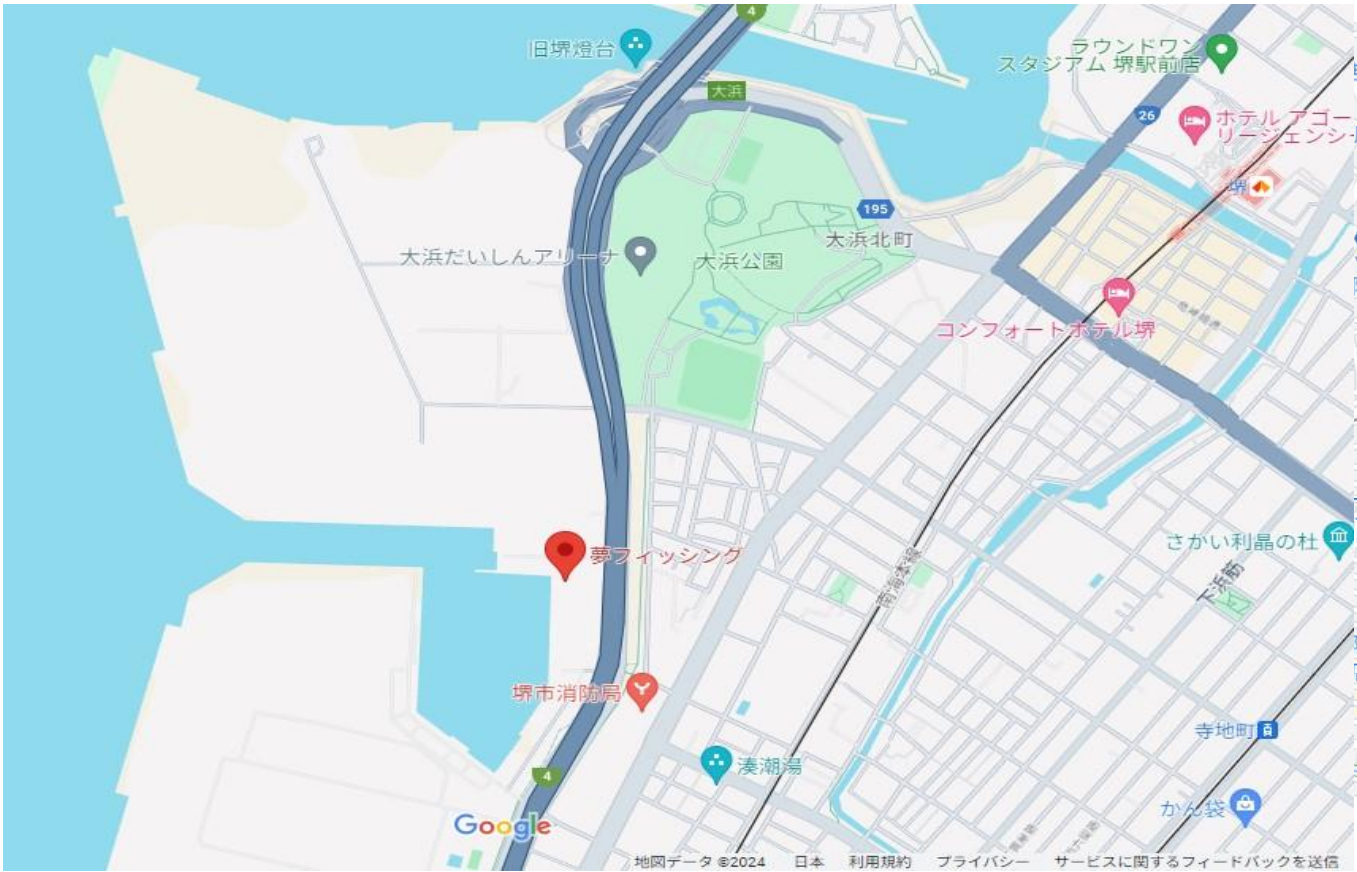 4
旧堺燈台
ラウンドワン
スタジアム 堺駅前店
大浜
26
ホテル アゴー
リージェンシー
堺
195
大浜北町
大浜だいしんアリーナ
大浜公園
コンフォートホテル堺
夢フィッシング
さかい利晶の杜
南海本線
下浜筋
堺市消防局
寺地町
湊潮湯
4
かん袋
Google
地図データ ©2024 日本 利用規約 プライバシー サービスに関するフィードバックを送信